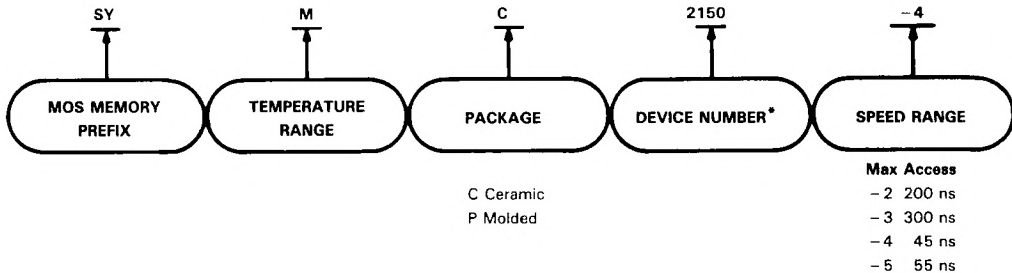 SY M C 2150 −4
MOS MEMORY PREFIX
TEMPERATURE RANGE
PACKAGE
DEVICE NUMBER*
SPEED RANGE
C Ceramic
P Molded
Max Access
−2 200 ns
−3 300 ns
−4 45 ns
−5 55 ns